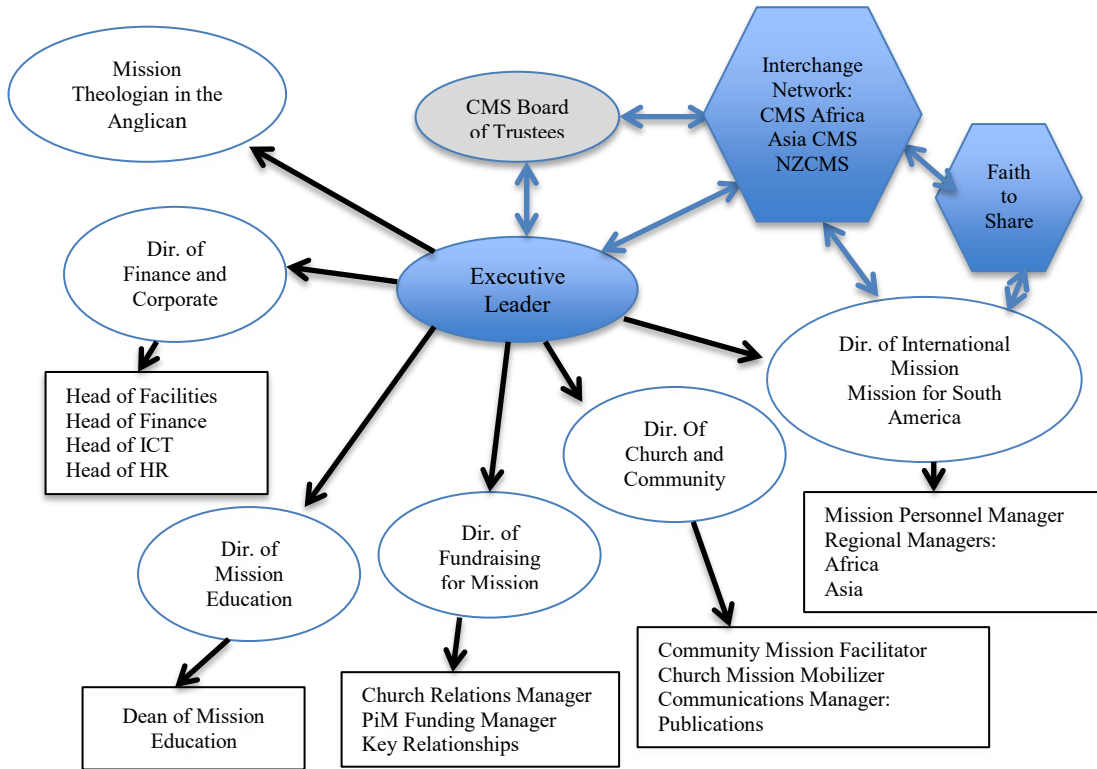 Mission
Theologian in the
Anglican
CMS Board
of Trustees
Interchange
Network:
CMS Africa
Asia CMS
NZCMS
Faith
to
Share
Dir. of
Finance and
Corporate
Executive
Leader
Dir. of International
Mission
Mission for South
America
Head of Facilities
Head of Finance
Head of ICT
Head of HR
Dir. Of
Church and
Community
Dir. of
Mission
Education
Dir. of
Fundraising
for Mission
Mission Personnel Manager
Regional Managers:
Africa
Asia
Dean of Mission
Education
Church Relations Manager
PiM Funding Manager
Key Relationships
Community Mission Facilitator
Church Mission Mobilizer
Communications Manager:
Publications